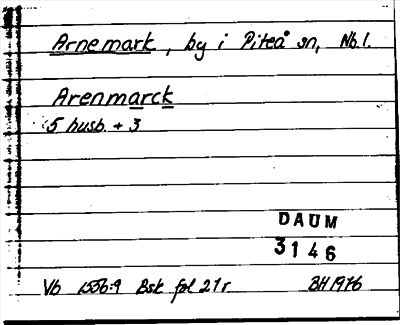 Arnemark, by i Piteå sn, Nb.l.
Arenmarck
5 husb. + 3
DAUM
3146
Vb 1556:9 Bsk fol 21r. BH 1976